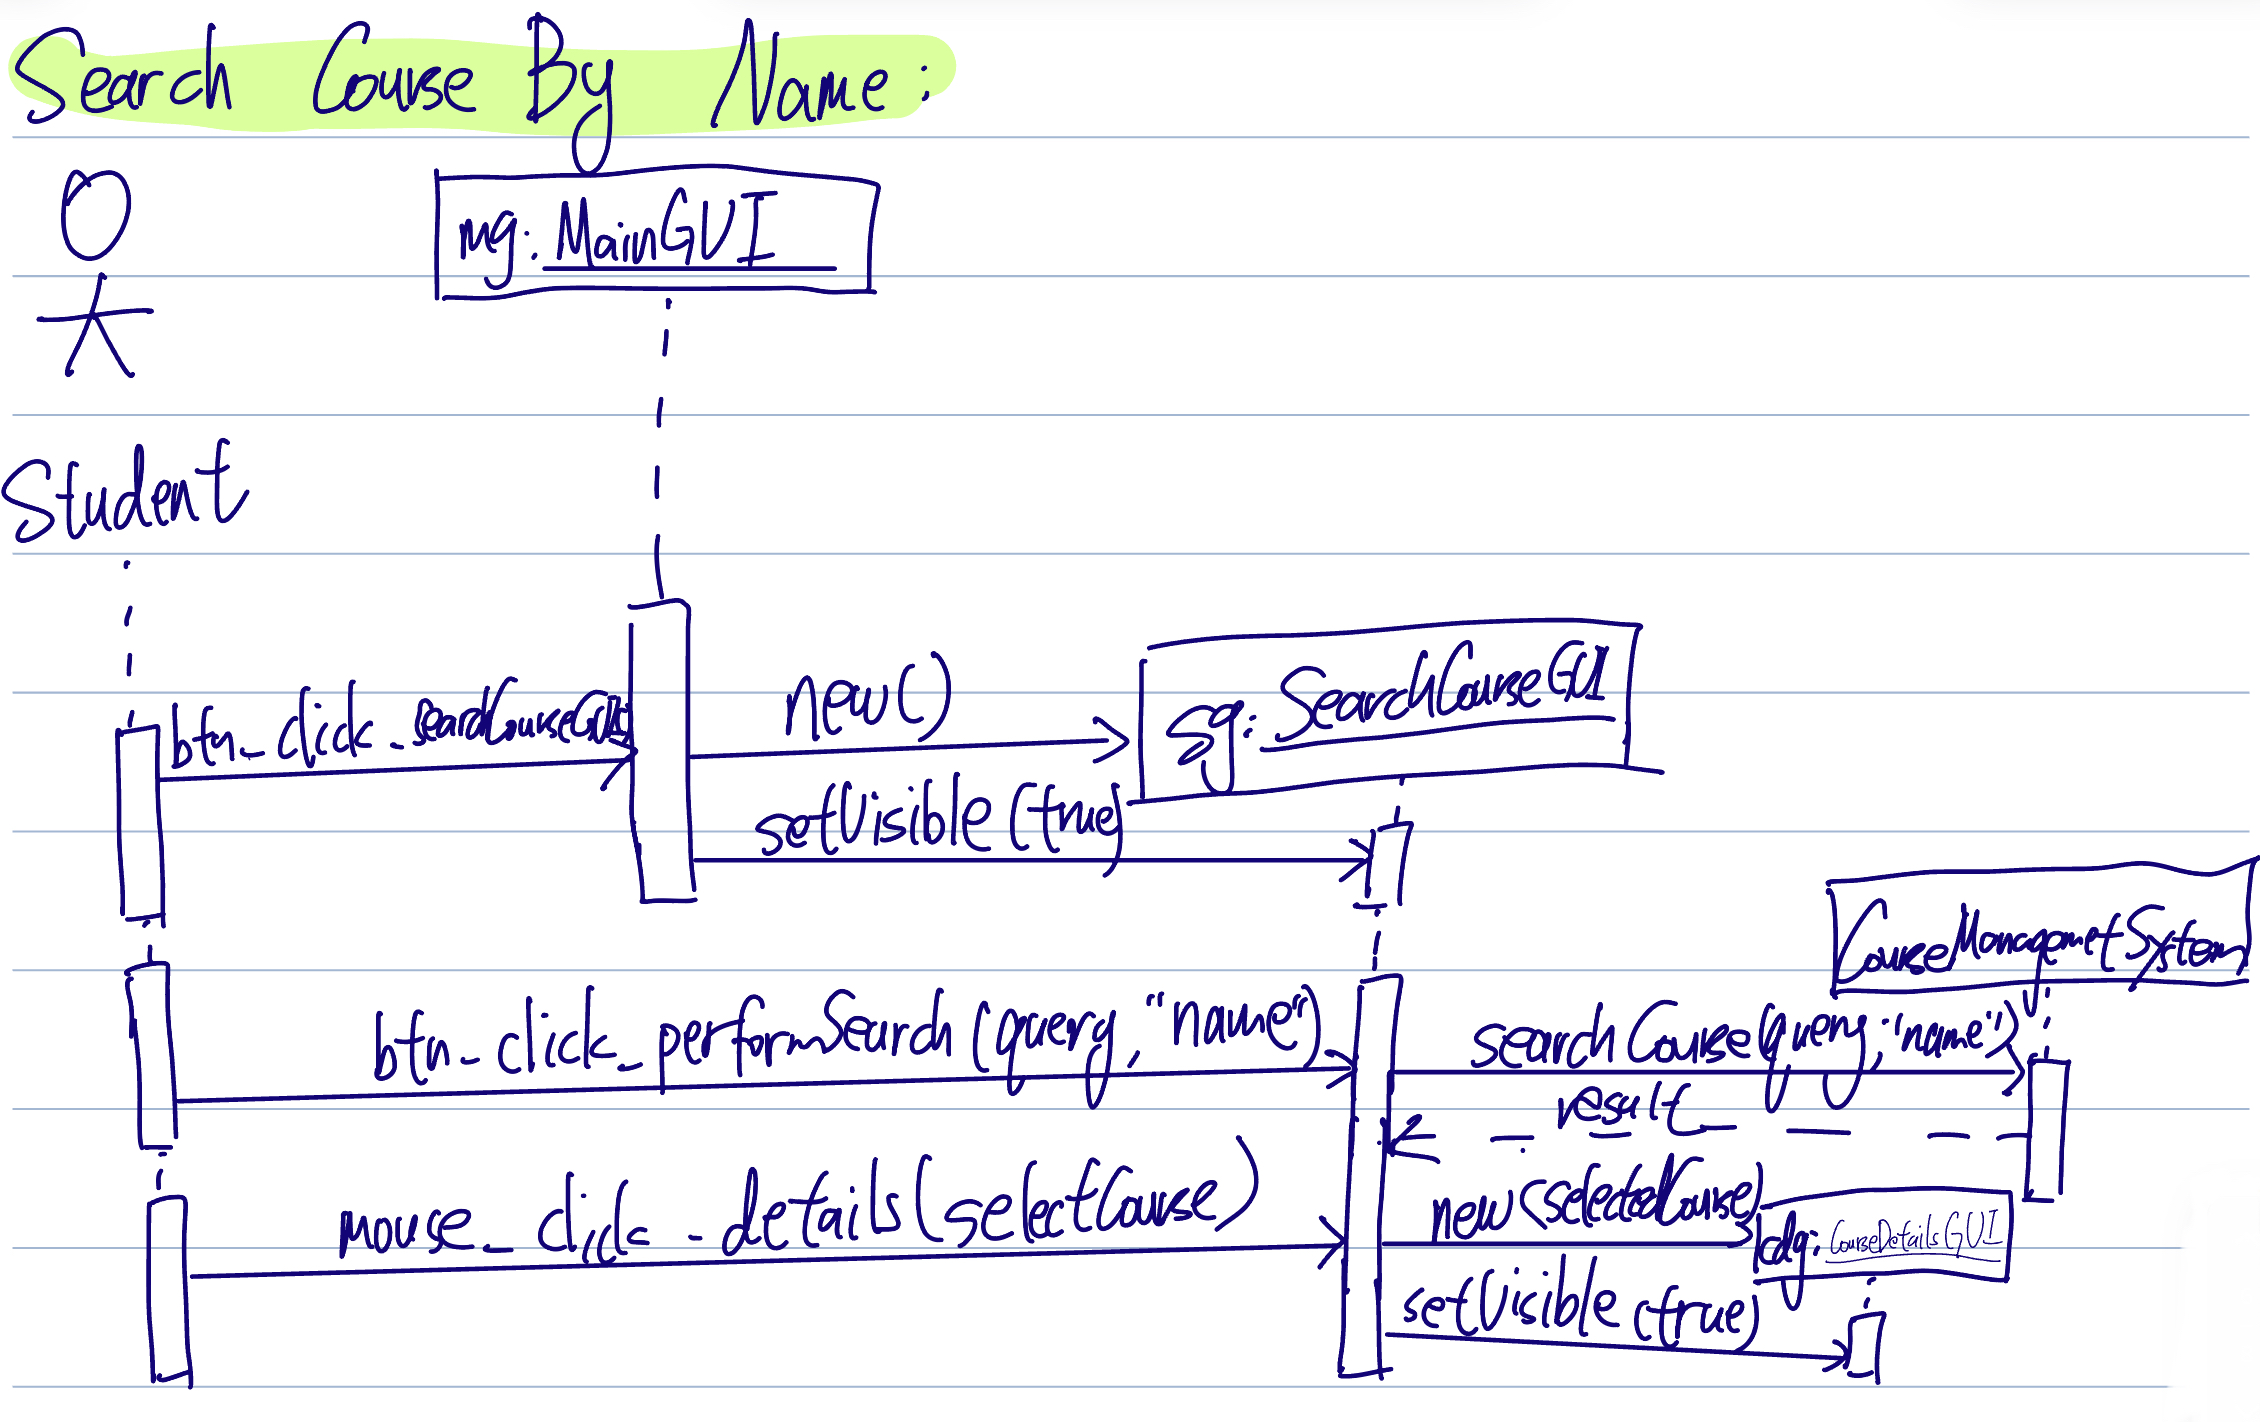 Search Course By Name:
mg: MainGUI
Student
btn_click_searchCourseGUI
new()
sg: SearchCourseGUI
setVisible(true)
CourseManagemetSystem
btn_click_performSearch(query, "name")
searchCourse(query, "name")
result
mouse_click_details(selectCourse)
new(selectedCourse)
cdg: CourseDetailsGUI
setVisible(true)